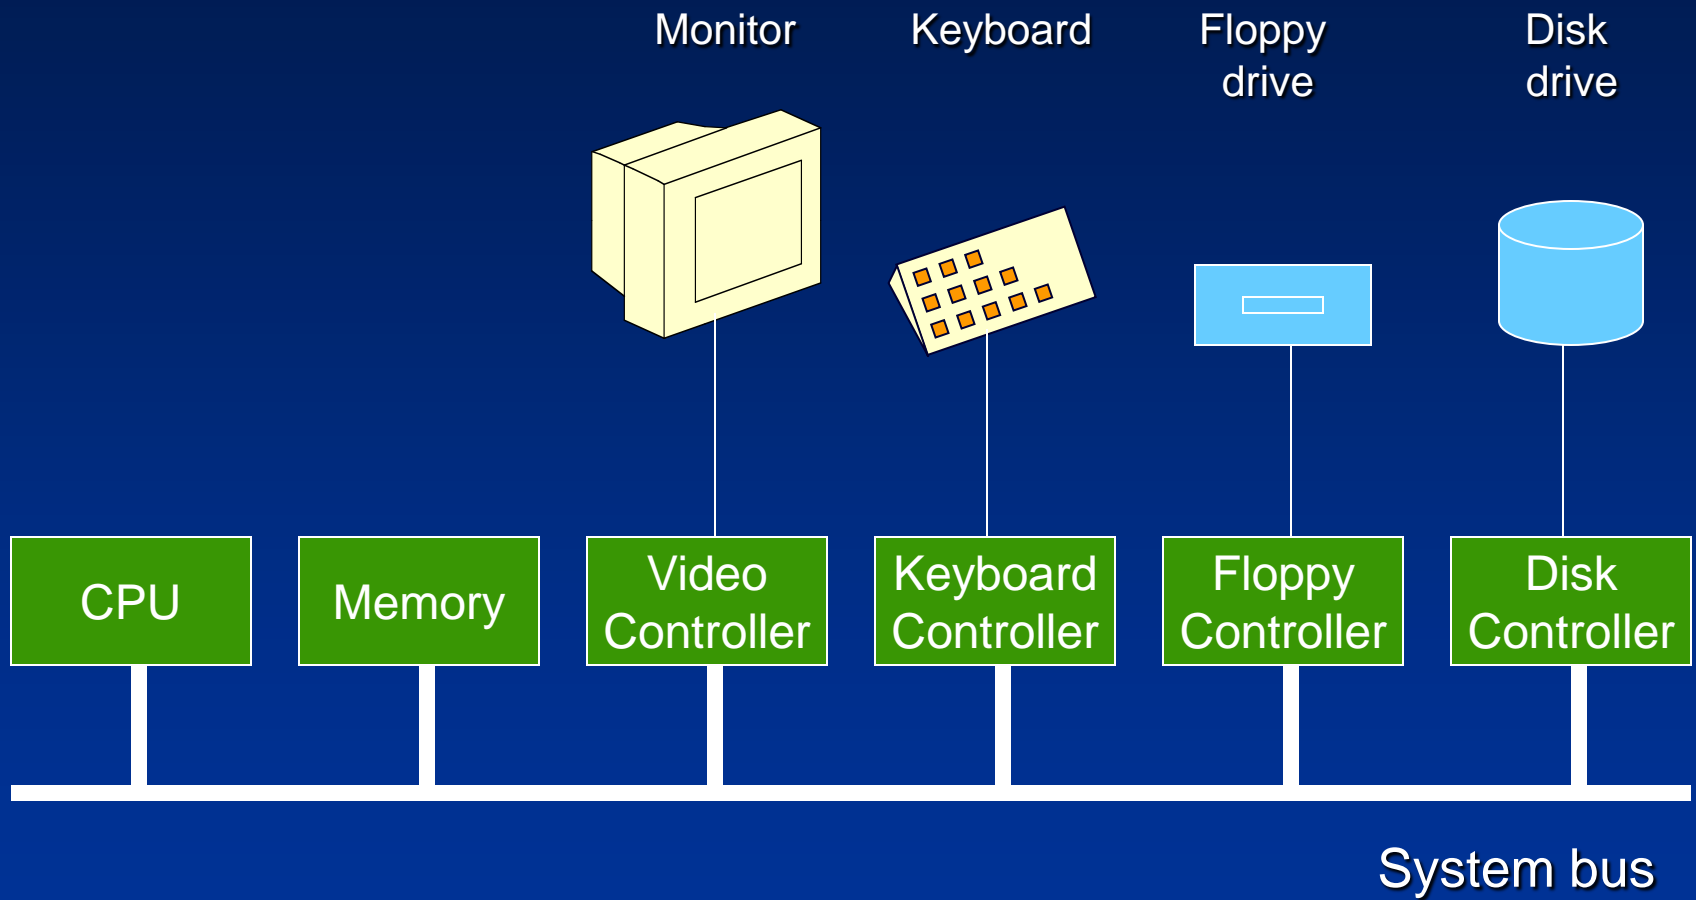 Monitor
Keyboard
Floppy
drive
Disk
drive
CPU
Memory
Video
Controller
Keyboard
Controller
Floppy
Controller
Disk
Controller
System bus